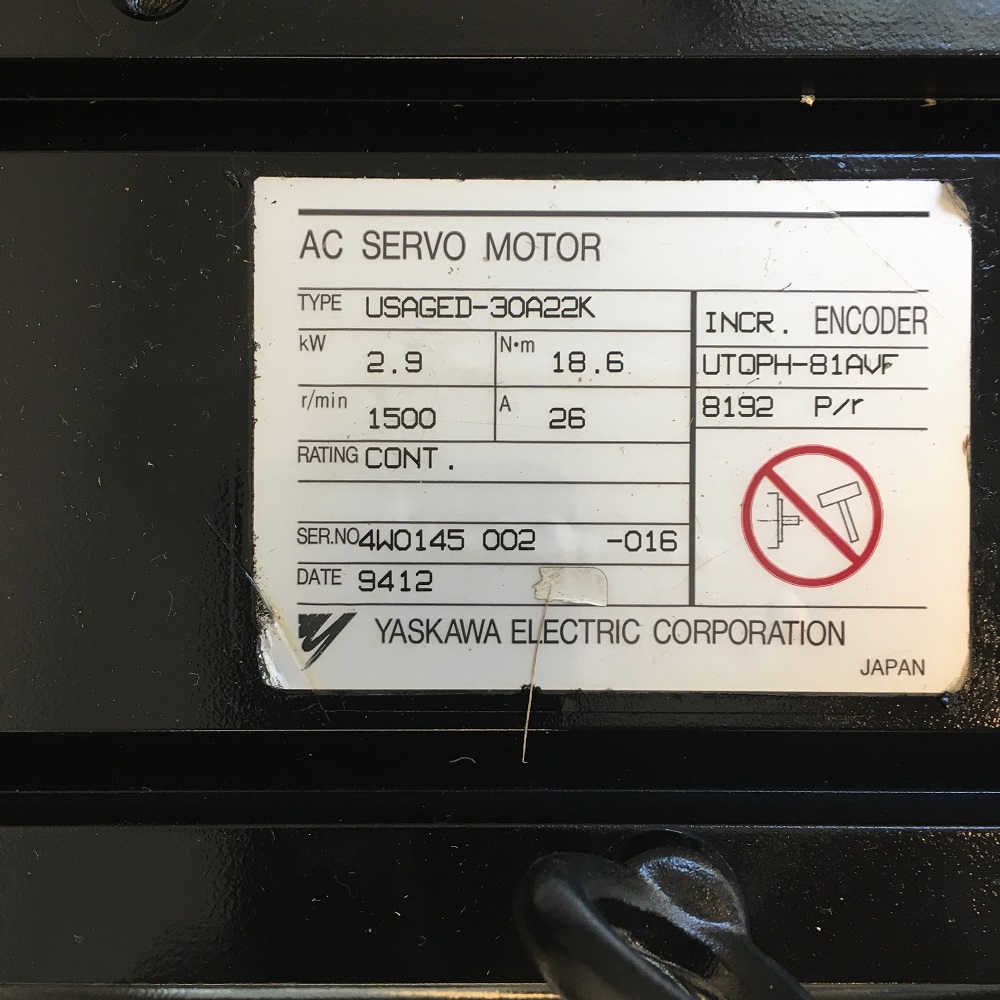 AC SERVO MOTOR
TYPE USAGED-30A22K
kW 2.9 N•m 18.6
r/min 1500 A 26
RATING CONT.
SER.NO 4W0145 002 -016
DATE 9412
INCR. ENCODER
UTOPH-81AVF
8192 P/r
YASKAWA ELECTRIC CORPORATION
JAPAN